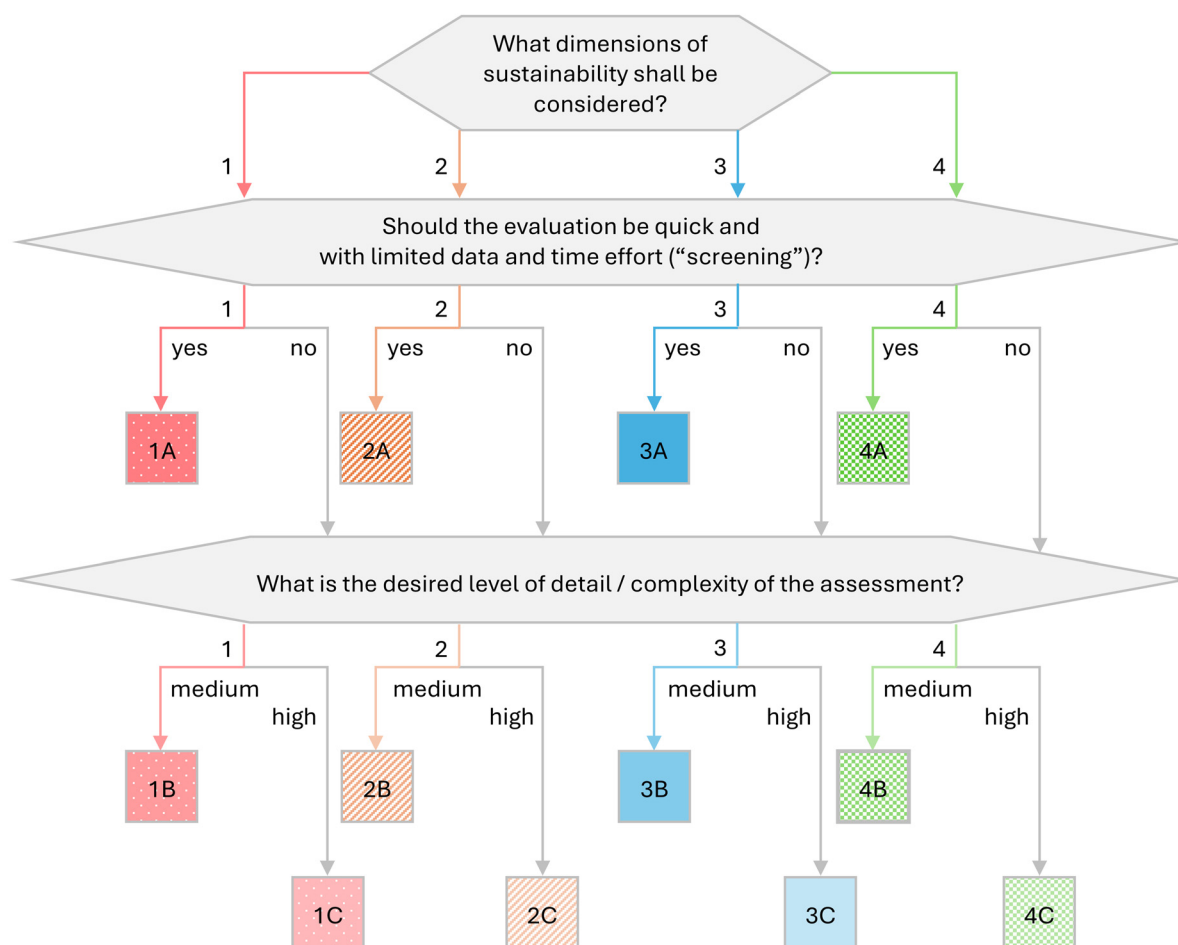 What dimensions of
sustainability shall be
considered?
1
2
3
4
Should the evaluation be quick and
with limited data and time effort (“screening”)?
1
2
3
4
yes
no
yes
no
yes
no
yes
no
1A
2A
3A
4A
What is the desired level of detail / complexity of the assessment?
1
2
3
4
medium
high
medium
high
medium
high
medium
high
1B
2B
3B
4B
1C
2C
3C
4C